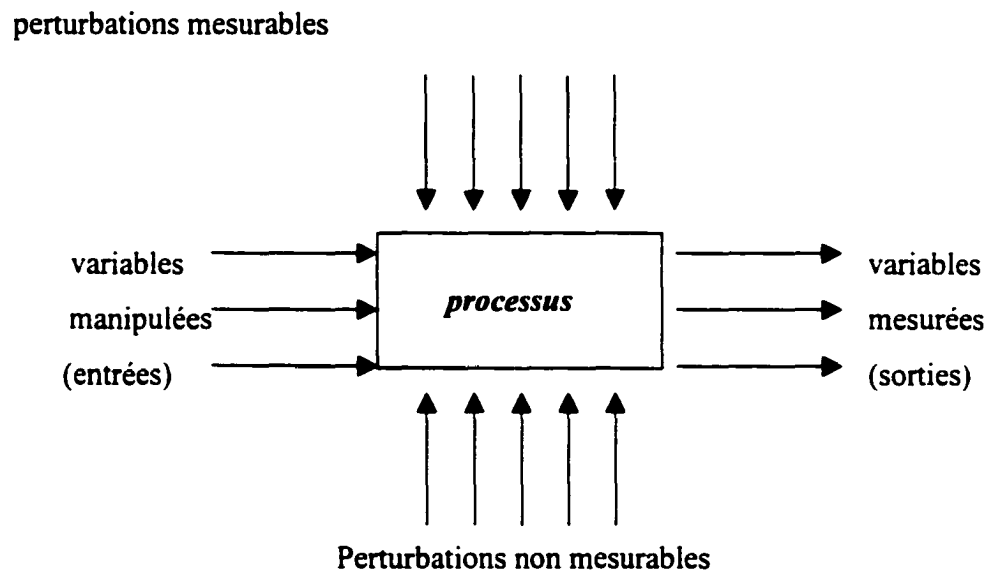 perturbations mesurables
variables
manipulées
(entrées)
processus
variables
mesurées
(sorties)
Perturbations non mesurables